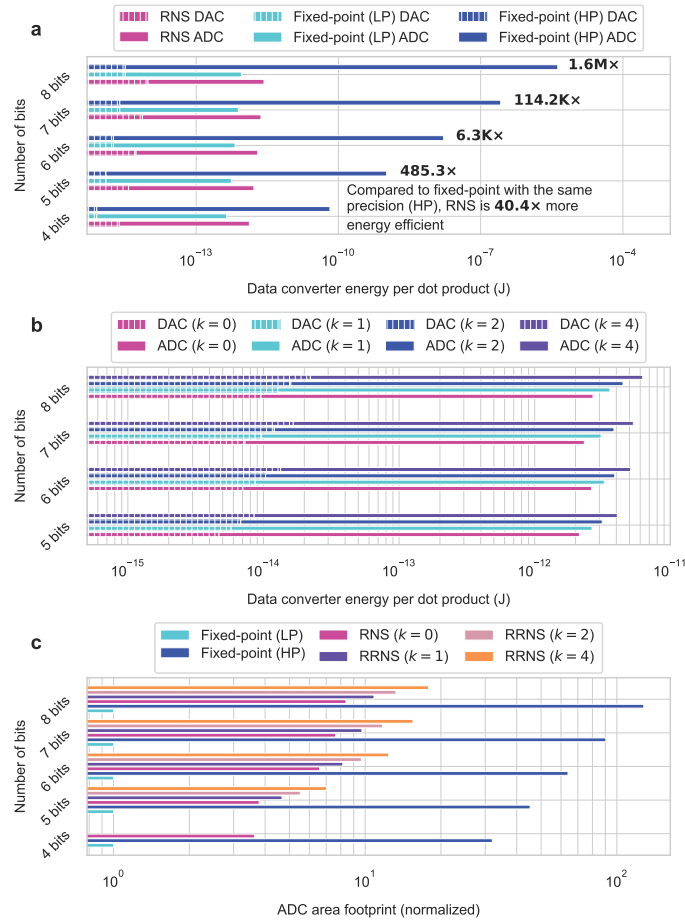 a
RNS DAC Fixed-point (LP) DAC Fixed-point (HP) DAC
RNS ADC Fixed-point (LP) ADC Fixed-point (HP) ADC
Number of bits
8 bits
1.6M×
7 bits
114.2K×
6 bits
6.3K×
5 bits
485.3×
4 bits
Compared to fixed-point with the same
precision (HP), RNS is 40.4× more
energy efficient
10⁻¹³ 10⁻¹⁰ 10⁻⁷ 10⁻⁴
Data converter energy per dot product (J)
b
DAC (k = 0) DAC (k = 1) DAC (k = 2) DAC (k = 4)
ADC (k = 0) ADC (k = 1) ADC (k = 2) ADC (k = 4)
Number of bits
8 bits
7 bits
6 bits
5 bits
10⁻¹⁵ 10⁻¹⁴ 10⁻¹³ 10⁻¹² 10⁻¹¹
Data converter energy per dot product (J)
c
Fixed-point (LP) RNS (k = 0) RRNS (k = 2)
Fixed-point (HP) RRNS (k = 1) RRNS (k = 4)
Number of bits
8 bits
7 bits
6 bits
5 bits
4 bits
10⁰ 10¹ 10²
ADC area footprint (normalized)